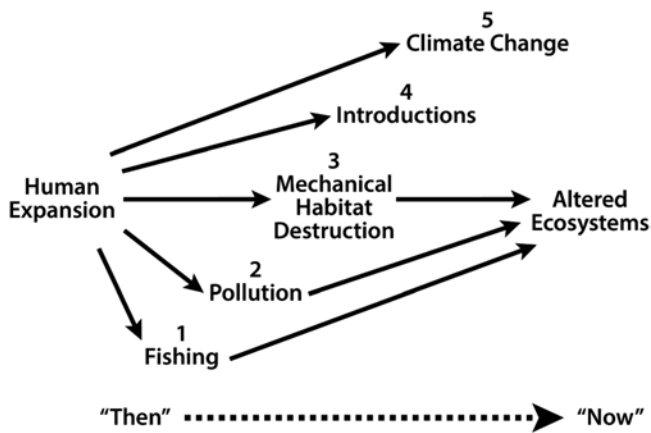 5
Climate Change
4
Introductions
3
Mechanical
Habitat
Destruction
Human
Expansion
Altered
Ecosystems
2
Pollution
1
Fishing
“Then”
“Now”